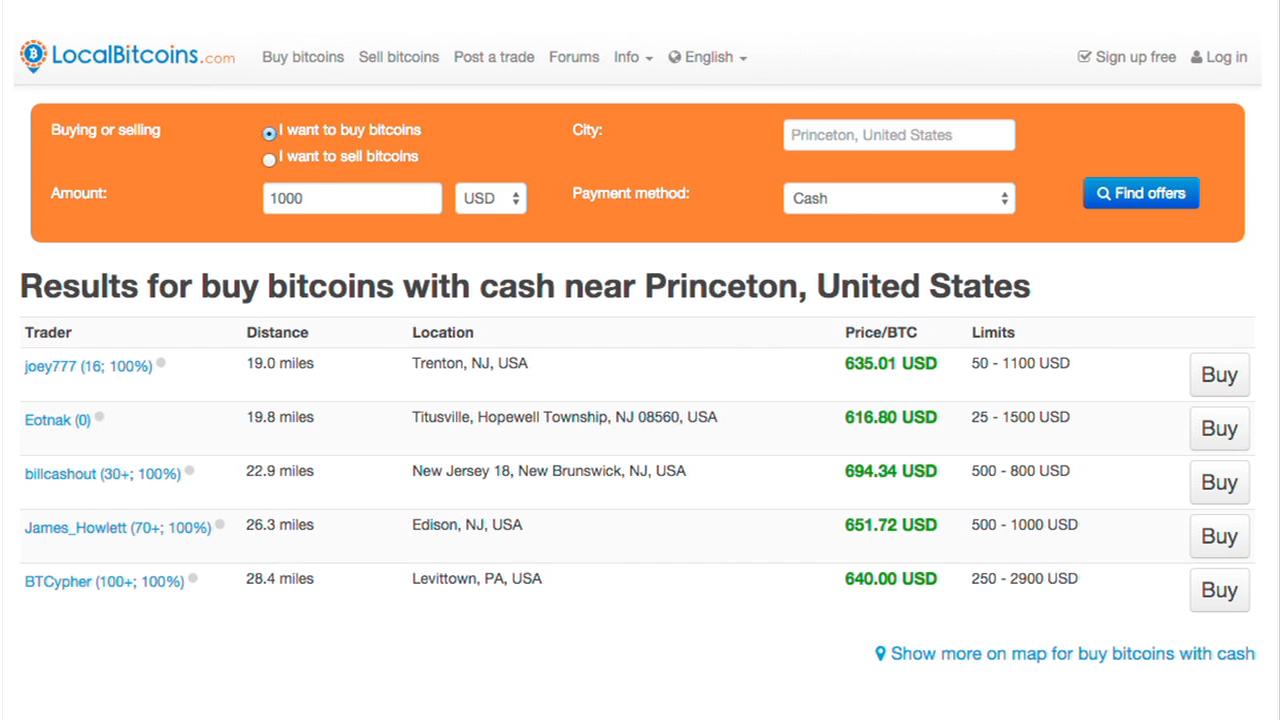 LocalBitcoins.com Buy bitcoins Sell bitcoins Post a trade Forums Info English Sign up free Log in
Buying or selling I want to buy bitcoins City: Princeton, United States
I want to sell bitcoins
Amount: 1000 USD Payment method: Cash Find offers
Results for buy bitcoins with cash near Princeton, United States
Trader Distance Location Price/BTC Limits
joey777 (16; 100%) 19.0 miles Trenton, NJ, USA 635.01 USD 50 - 1100 USD Buy
Eotnak (0) 19.8 miles Titusville, Hopewell Township, NJ 08560, USA 616.80 USD 25 - 1500 USD Buy
billcashout (30+; 100%) 22.9 miles New Jersey 18, New Brunswick, NJ, USA 694.34 USD 500 - 800 USD Buy
James_Howlett (70+; 100%) 26.3 miles Edison, NJ, USA 651.72 USD 500 - 1000 USD Buy
BTCypher (100+; 100%) 28.4 miles Levittown, PA, USA 640.00 USD 250 - 2900 USD Buy
Show more on map for buy bitcoins with cash